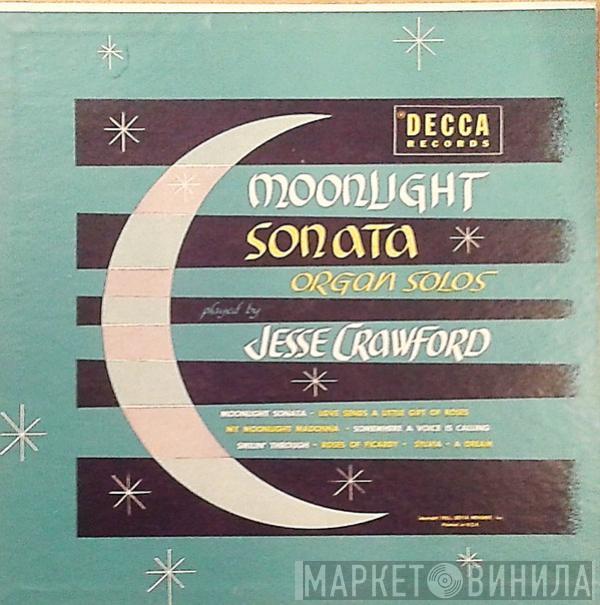 DECCA
RECORDS
MOONLIGHT
SONATA
ORGAN SOLOS
played by
JESSE CRAWFORD
MOONLIGHT SONATA • LOVE SENDS A LITTLE GIFT OF ROSES
MY MOONLIGHT MADONNA • SOMEWHERE A VOICE IS CALLING
SMILIN' THROUGH • ROSES OF PICARDY • SYLVIA • A DREAM
МАРКЕТ ВИНИЛА